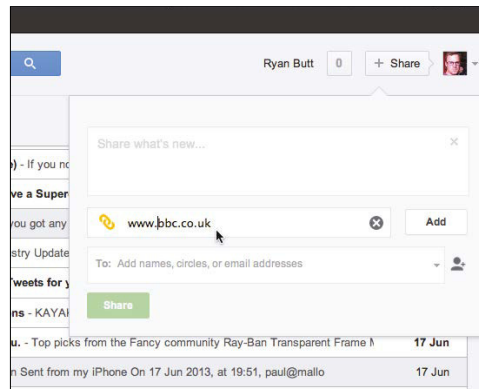 Ryan Butt 0 + Share
Share what's new...
) - If you no
ve a Super
www.bbc.co.uk Add
you got any
stry Update
To: Add names, circles, or email addresses
Tweets for y
ns - KAYAK
Share
u. - Top picks from the Fancy community Ray-Ban Transparent Frame 17 Jun
n Sent from my iPhone On 17 Jun 2013, at 19:51, paul@mallo 17 Jun